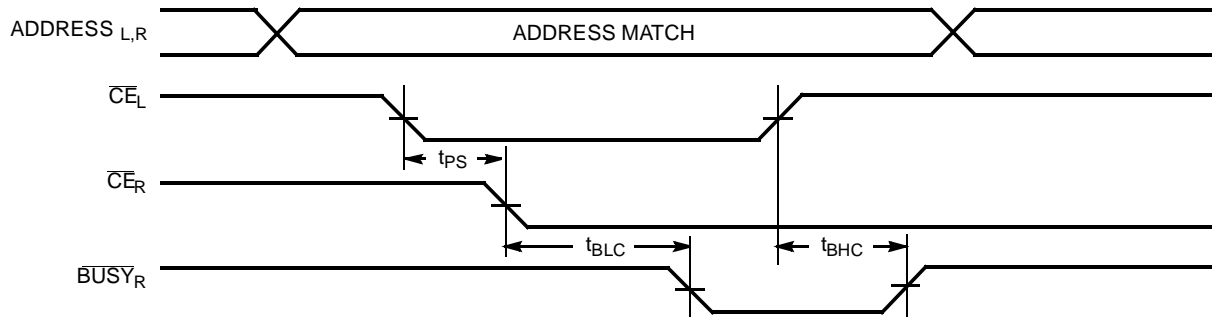 ADDRESS L,R
ADDRESS MATCH
CEL
tPS
CER
tBLC
tBHC
BUSYR